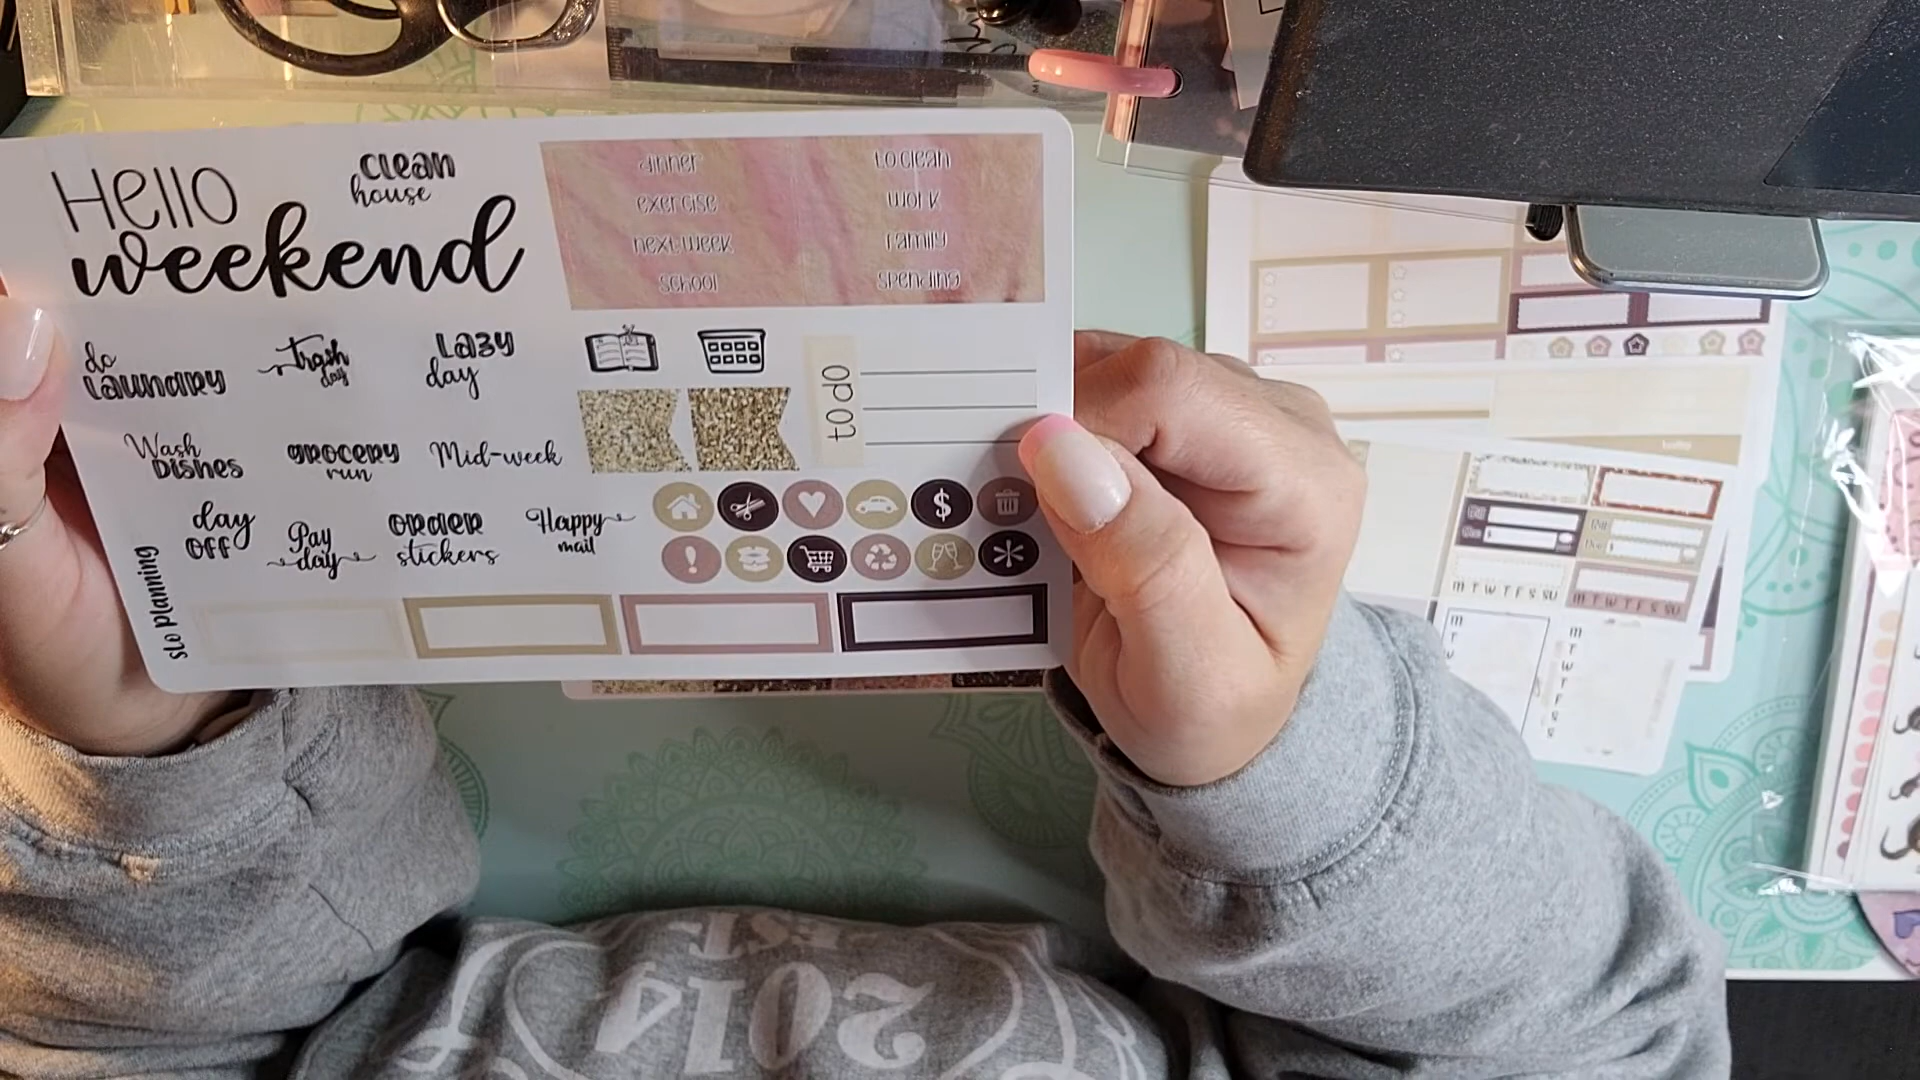 Hello
weekend
clean
house
dinner
to clean
exercise
work
next week
family
school
spending
do
laundry
trash
day
Lazy
day
to do
Wash
Dishes
grocery
run
Mid-week
day
off
Pay
day
order
stickers
Happy
mail
$
!
*
slo planning
M T W T F S SU
M T W T F S SU
M
T
W
M
T
W
T
F
S
S
2014